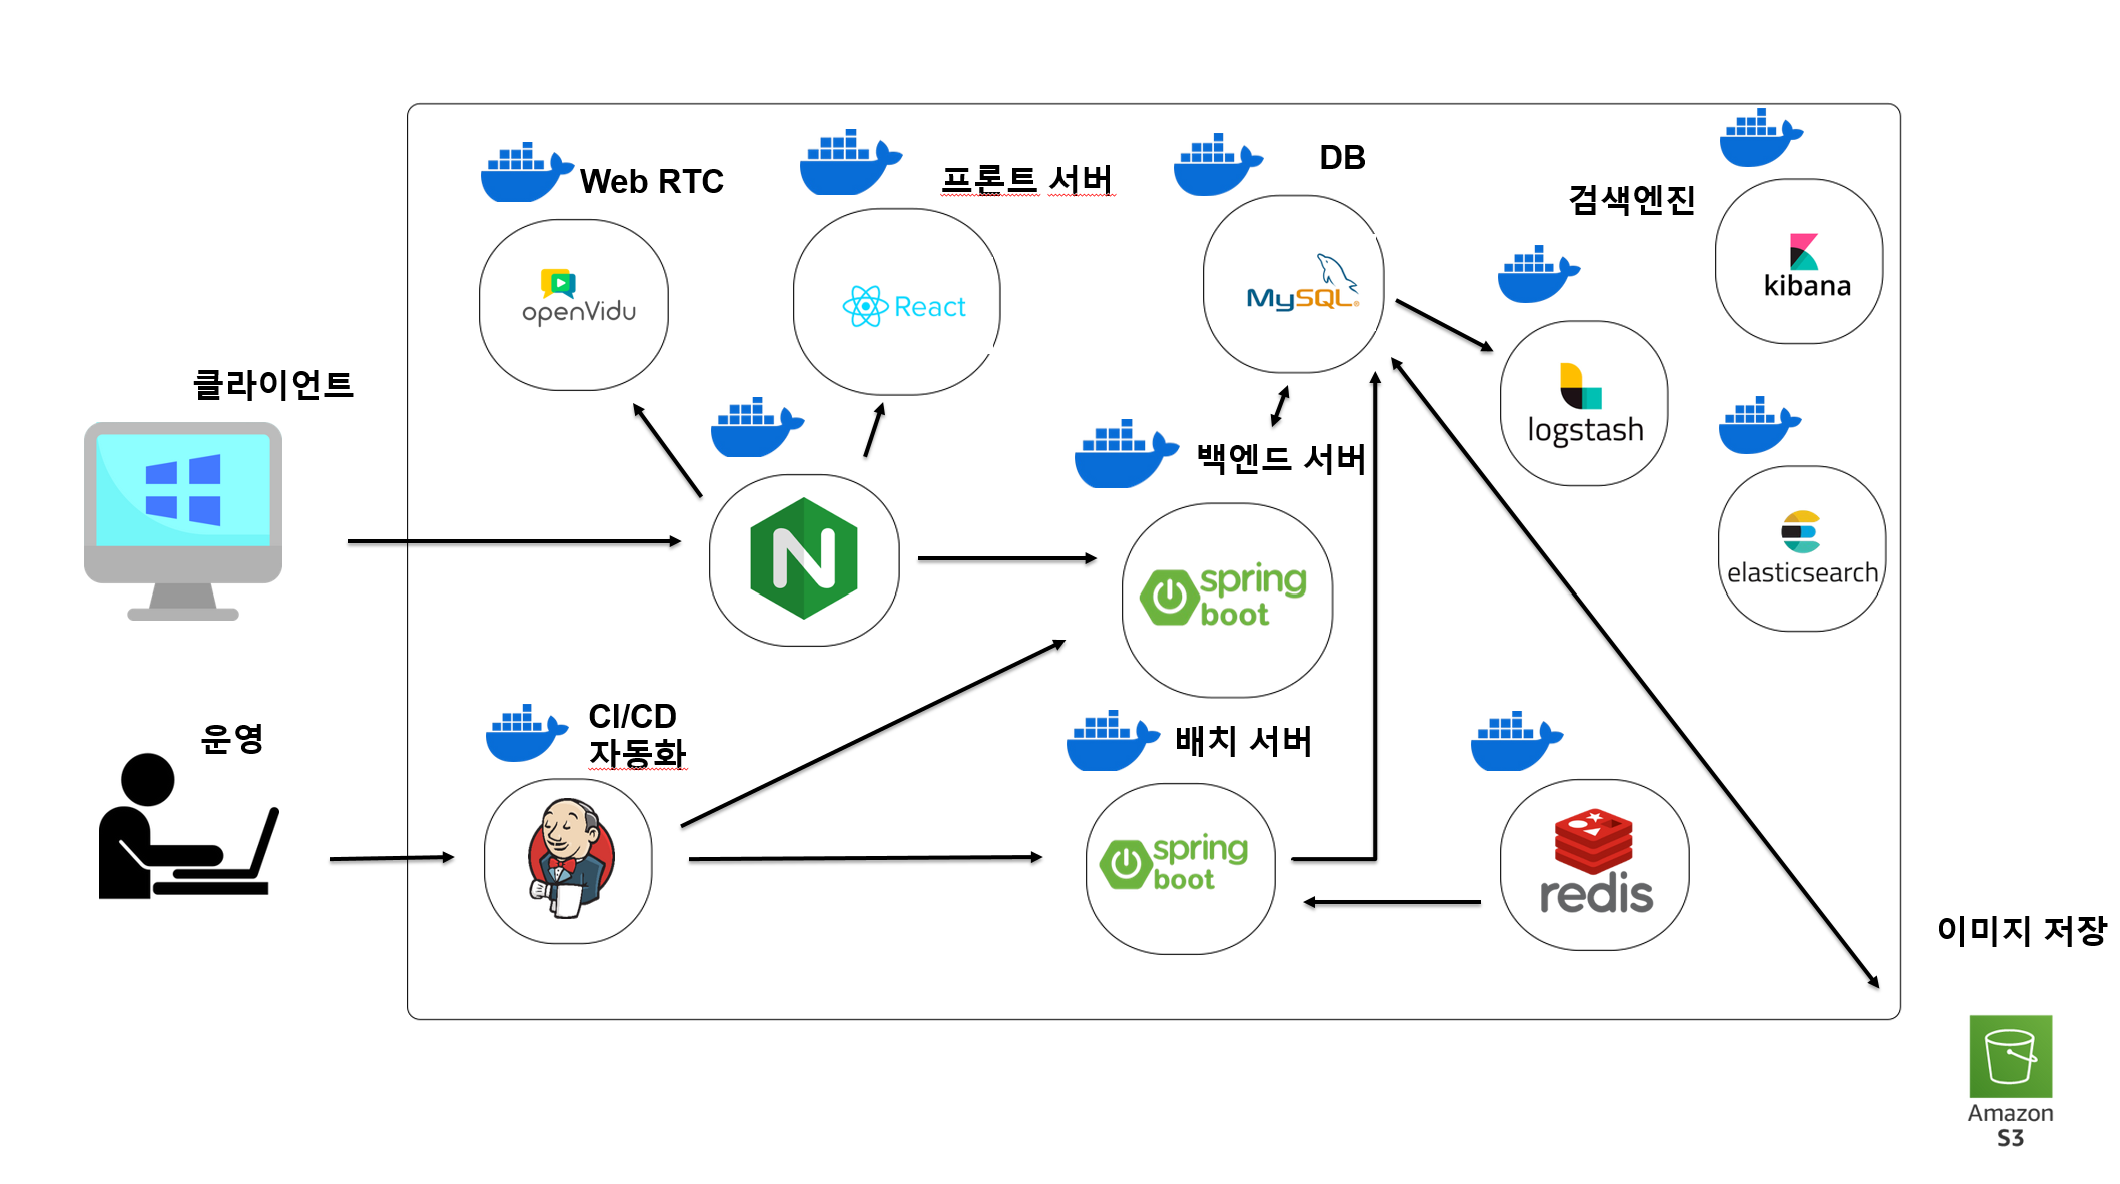 Web RTC
프론트 서버
DB
검색엔진
openVidu
React
MySQL
kibana
logstash
클라이언트
백엔드 서버
N
spring
boot
elasticsearch
운영
CI/CD
자동화
배치 서버
spring
boot
redis
이미지 저장
Amazon
S3